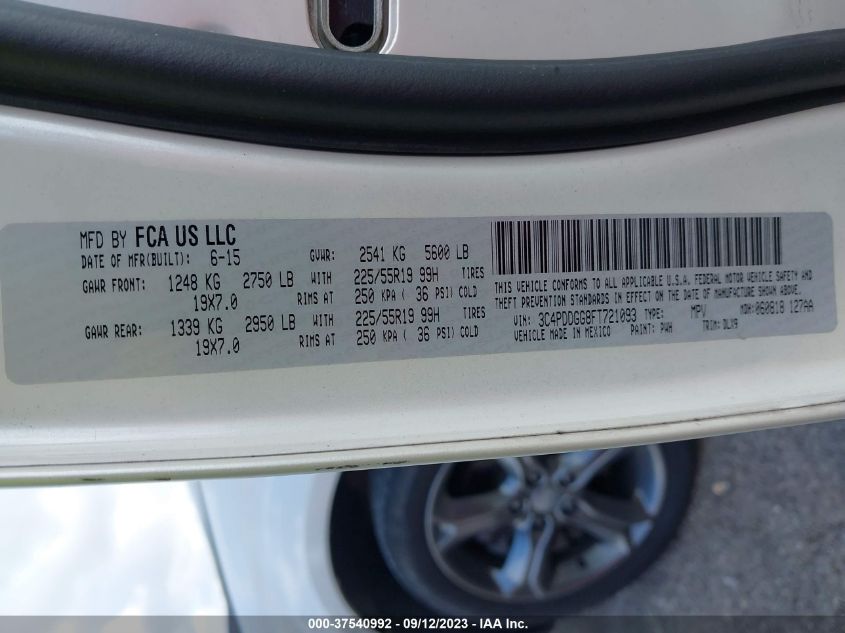 MFD BY FCA US LLC
DATE OF MFR(BUILT): 6-15 GVWR: 2541 KG 5600 LB
GAWR FRONT: 1248 KG 2750 LB WITH 225/55R19 99H TIRES
19X7.0 RIMS AT 250 KPA ( 36 PSI) COLD
GAWR REAR: 1339 KG 2950 LB WITH 225/55R19 99H TIRES
19X7.0 RIMS AT 250 KPA ( 36 PSI) COLD
THIS VEHICLE CONFORMS TO ALL APPLICABLE U.S.A. FEDERAL MOTOR VEHICLE SAFETY AND
THEFT PREVENTION STANDARDS IN EFFECT ON THE DATE OF MANUFACTURE SHOWN ABOVE.
VIN: 3C4PDDGG8FT721093 TYPE: MPV MDH: 060818 127AA
MADE IN MEXICO PAINT: PWH TRIM: DLX9
000-37540992 - 09/12/2023 - IAA Inc.